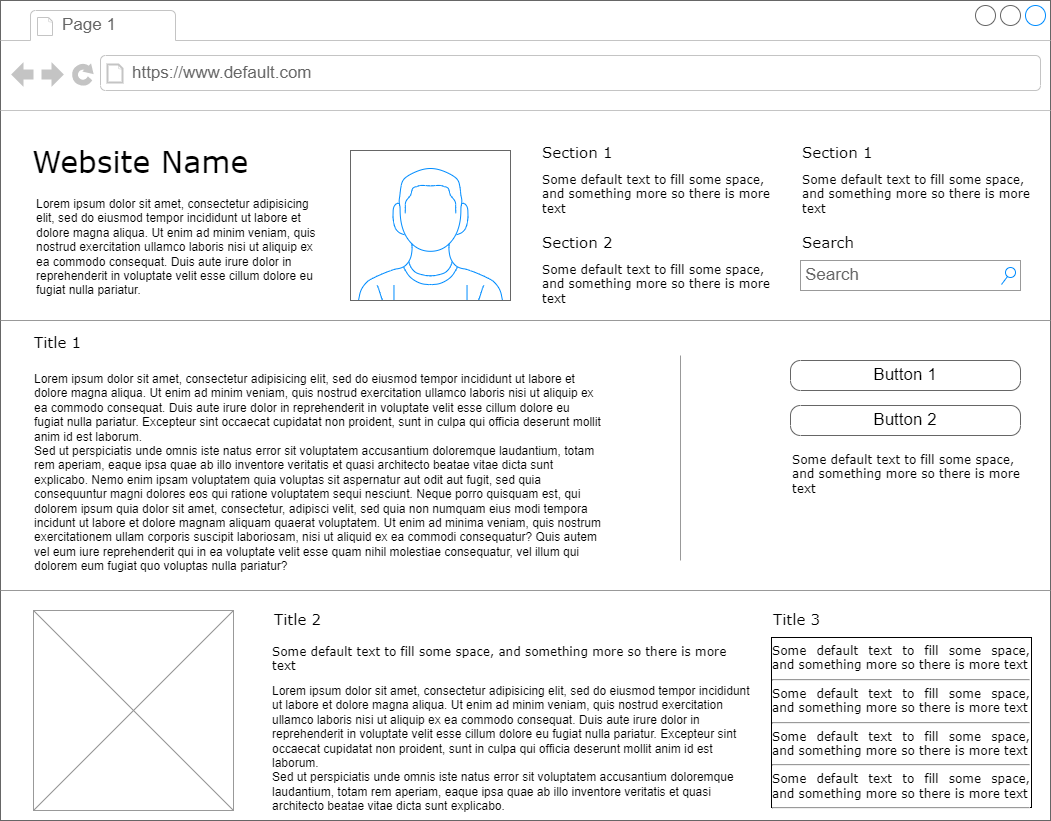 Page 1
https://www.default.com
Website Name
Lorem ipsum dolor sit amet, consectetur adipisicing
elit, sed do eiusmod tempor incididunt ut labore et
dolore magna aliqua. Ut enim ad minim veniam, quis
nostrud exercitation ullamco laboris nisi ut aliquip ex
ea commodo consequat. Duis aute irure dolor in
reprehenderit in voluptate velit esse cillum dolore eu
fugiat nulla pariatur.
Section 1
Some default text to fill some space,
and something more so there is more
text
Section 2
Some default text to fill some space,
and something more so there is more
text
Section 1
Some default text to fill some space,
and something more so there is more
text
Search
Search
Title 1
Lorem ipsum dolor sit amet, consectetur adipisicing elit, sed do eiusmod tempor incididunt ut labore et
dolore magna aliqua. Ut enim ad minim veniam, quis nostrud exercitation ullamco laboris nisi ut aliquip ex
ea commodo consequat. Duis aute irure dolor in reprehenderit in voluptate velit esse cillum dolore eu
fugiat nulla pariatur. Excepteur sint occaecat cupidatat non proident, sunt in culpa qui officia deserunt mollit
anim id est laborum.
Sed ut perspiciatis unde omnis iste natus error sit voluptatem accusantium doloremque laudantium, totam
rem aperiam, eaque ipsa quae ab illo inventore veritatis et quasi architecto beatae vitae dicta sunt
explicabo. Nemo enim ipsam voluptatem quia voluptas sit aspernatur aut odit aut fugit, sed quia
consequuntur magni dolores eos qui ratione voluptatem sequi nesciunt. Neque porro quisquam est, qui
dolorem ipsum quia dolor sit amet, consectetur, adipisci velit, sed quia non numquam eius modi tempora
incidunt ut labore et dolore magnam aliquam quaerat voluptatem. Ut enim ad minima veniam, quis nostrum
exercitationem ullam corporis suscipit laboriosam, nisi ut aliquid ex ea commodi consequatur? Quis autem
vel eum iure reprehenderit qui in ea voluptate velit esse quam nihil molestiae consequatur, vel illum qui
dolorem eum fugiat quo voluptas nulla pariatur?
Button 1
Button 2
Some default text to fill some space,
and something more so there is more
text
Title 2
Some default text to fill some space, and something more so there is more
text
Lorem ipsum dolor sit amet, consectetur adipisicing elit, sed do eiusmod tempor incididunt
ut labore et dolore magna aliqua. Ut enim ad minim veniam, quis nostrud exercitation
ullamco laboris nisi ut aliquip ex ea commodo consequat. Duis aute irure dolor in
reprehenderit in voluptate velit esse cillum dolore eu fugiat nulla pariatur. Excepteur sint
occaecat cupidatat non proident, sunt in culpa qui officia deserunt mollit anim id est
laborum.
Sed ut perspiciatis unde omnis iste natus error sit voluptatem accusantium doloremque
laudantium, totam rem aperiam, eaque ipsa quae ab illo inventore veritatis et quasi
architecto beatae vitae dicta sunt explicabo.
Title 3
Some default text to fill some space,
and something more so there is more text
Some default text to fill some space,
and something more so there is more text
Some default text to fill some space,
and something more so there is more text
Some default text to fill some space,
and something more so there is more text